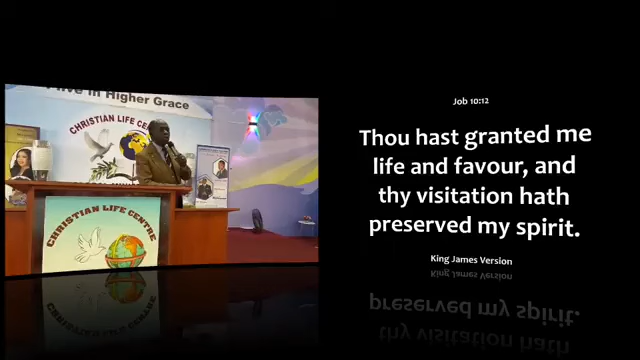 live in Higher Grace
CHRISTIAN LIFE
CHRISTIAN LIFE CENTRE
Job 10:12
Thou hast granted me
life and favour, and
thy visitation hath
preserved my spirit.
King James Version